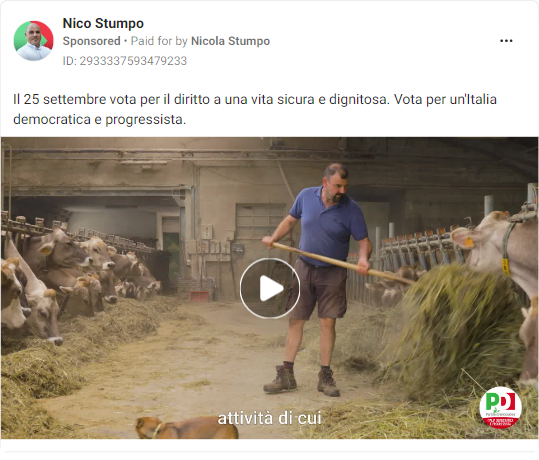 Nico Stumpo
Sponsored • Paid for by Nicola Stumpo
ID: 2933337593479233
Il 25 settembre vota per il diritto a una vita sicura e dignitosa. Vota per un'Italia
democratica e progressista.
attività di cui
PD